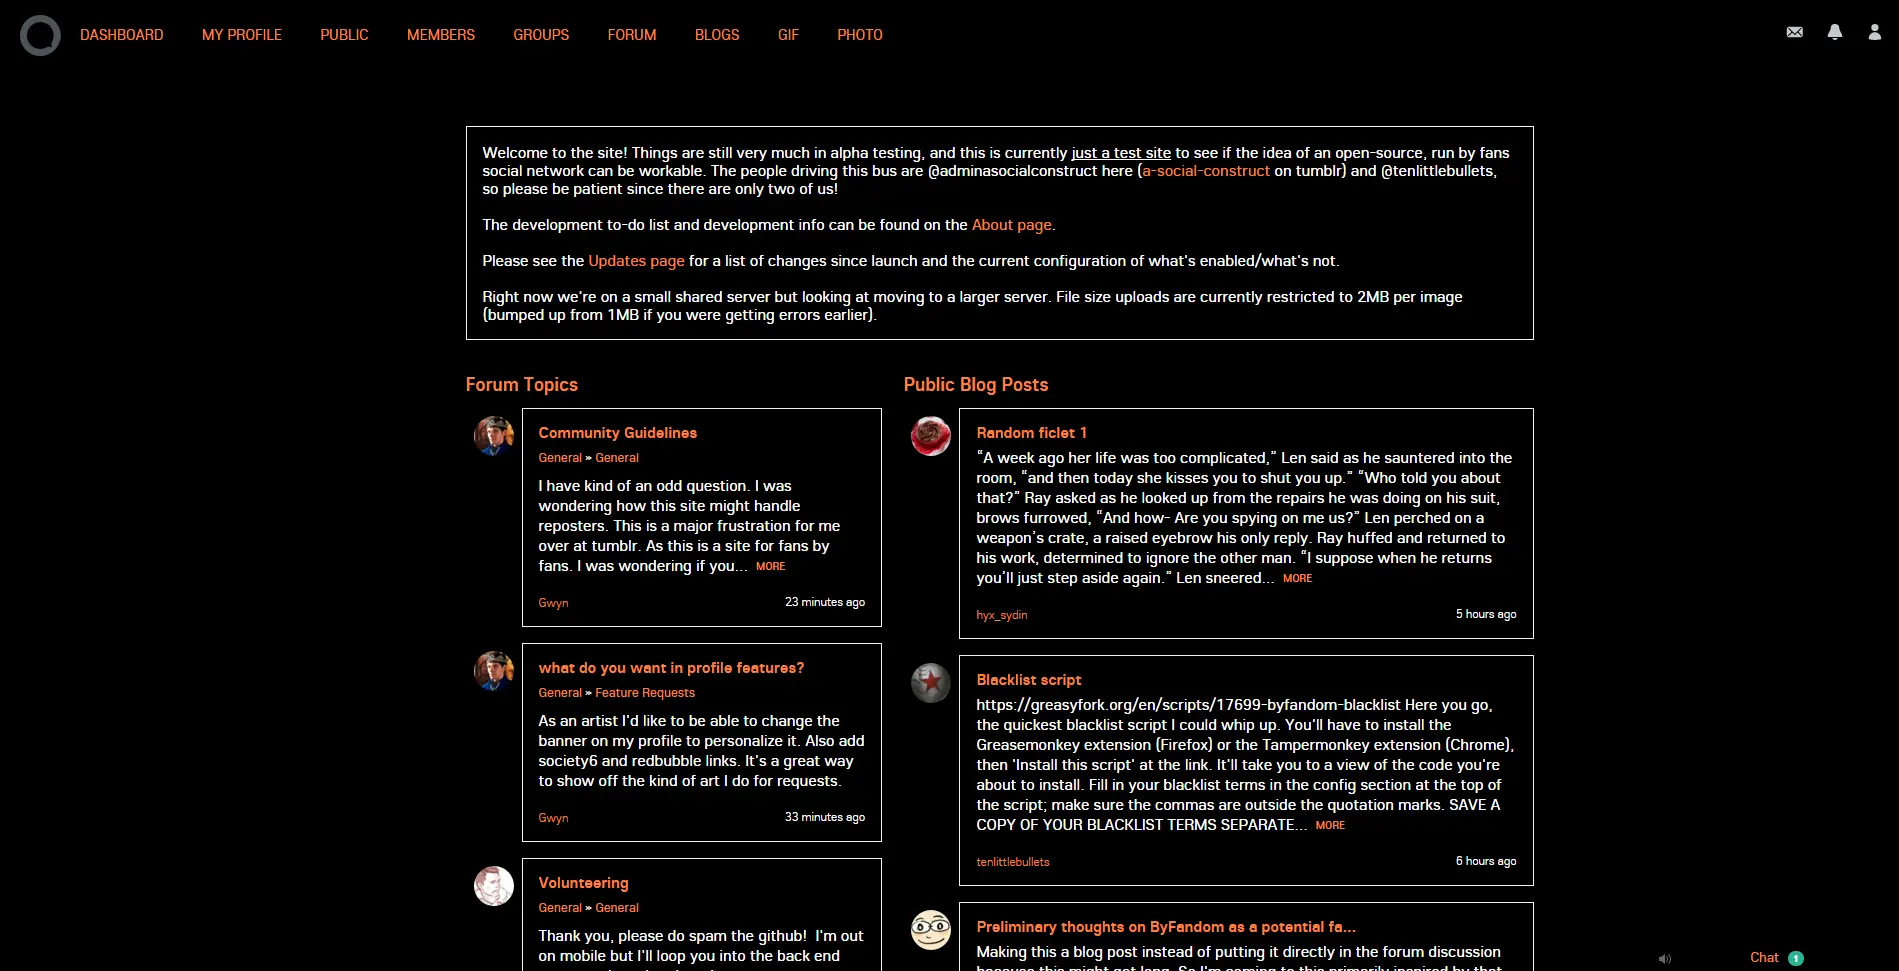 DASHBOARD MY PROFILE PUBLIC MEMBERS GROUPS FORUM BLOGS GIF PHOTO
Welcome to the site! Things are still very much in alpha testing, and this is currently just a test site to see if the idea of an open-source, run by fans
social network can be workable. The people driving this bus are @adminasocialconstruct here (a-social-construct on tumblr) and @tenlittlebullets,
so please be patient since there are only two of us!
The development to-do list and development info can be found on the About page.
Please see the Updates page for a list of changes since launch and the current configuration of what's enabled/what's not.
Right now we're on a small shared server but looking at moving to a larger server. File size uploads are currently restricted to 2MB per image
(bumped up from 1MB if you were getting errors earlier).
Forum Topics
Community Guidelines
General » General
I have kind of an odd question. I was
wondering how this site might handle
reposters. This is a major frustration for me
over at tumblr. As this is a site for fans by
fans. I was wondering if you... MORE
Gwyn 23 minutes ago
what do you want in profile features?
General » Feature Requests
As an artist I'd like to be able to change the
banner on my profile to personalize it. Also add
society6 and redbubble links. It's a great way
to show off the kind of art I do for requests.
Gwyn 33 minutes ago
Volunteering
General » General
Thank you, please do spam the github! I'm out
on mobile but I'll loop you into the back end
Public Blog Posts
Random ficlet 1
“A week ago her life was too complicated,” Len said as he sauntered into the
room, “and then today she kisses you to shut you up.” “Who told you about
that?” Ray asked as he looked up from the repairs he was doing on his suit,
brows furrowed, “And how- Are you spying on me us?” Len perched on a
weapon’s crate, a raised eyebrow his only reply. Ray huffed and returned to
his work, determined to ignore the other man. “I suppose when he returns
you’ll just step aside again.” Len sneered... MORE
hyx_sydin 5 hours ago
Blacklist script
https://greasyfork.org/en/scripts/17699-byfandom-blacklist Here you go,
the quickest blacklist script I could whip up. You'll have to install the
Greasemonkey extension (Firefox) or the Tampermonkey extension (Chrome),
then 'Install this script' at the link. It'll take you to a view of the code you're
about to install. Fill in your blacklist terms in the config section at the top of
the script; make sure the commas are outside the quotation marks. SAVE A
COPY OF YOUR BLACKLIST TERMS SEPARATE... MORE
tenlittlebullets 6 hours ago
Preliminary thoughts on ByFandom as a potential fa...
Making this a blog post instead of putting it directly in the forum discussion
because this might get long. So I'm coming to this primarily inspired by that
Chat 1